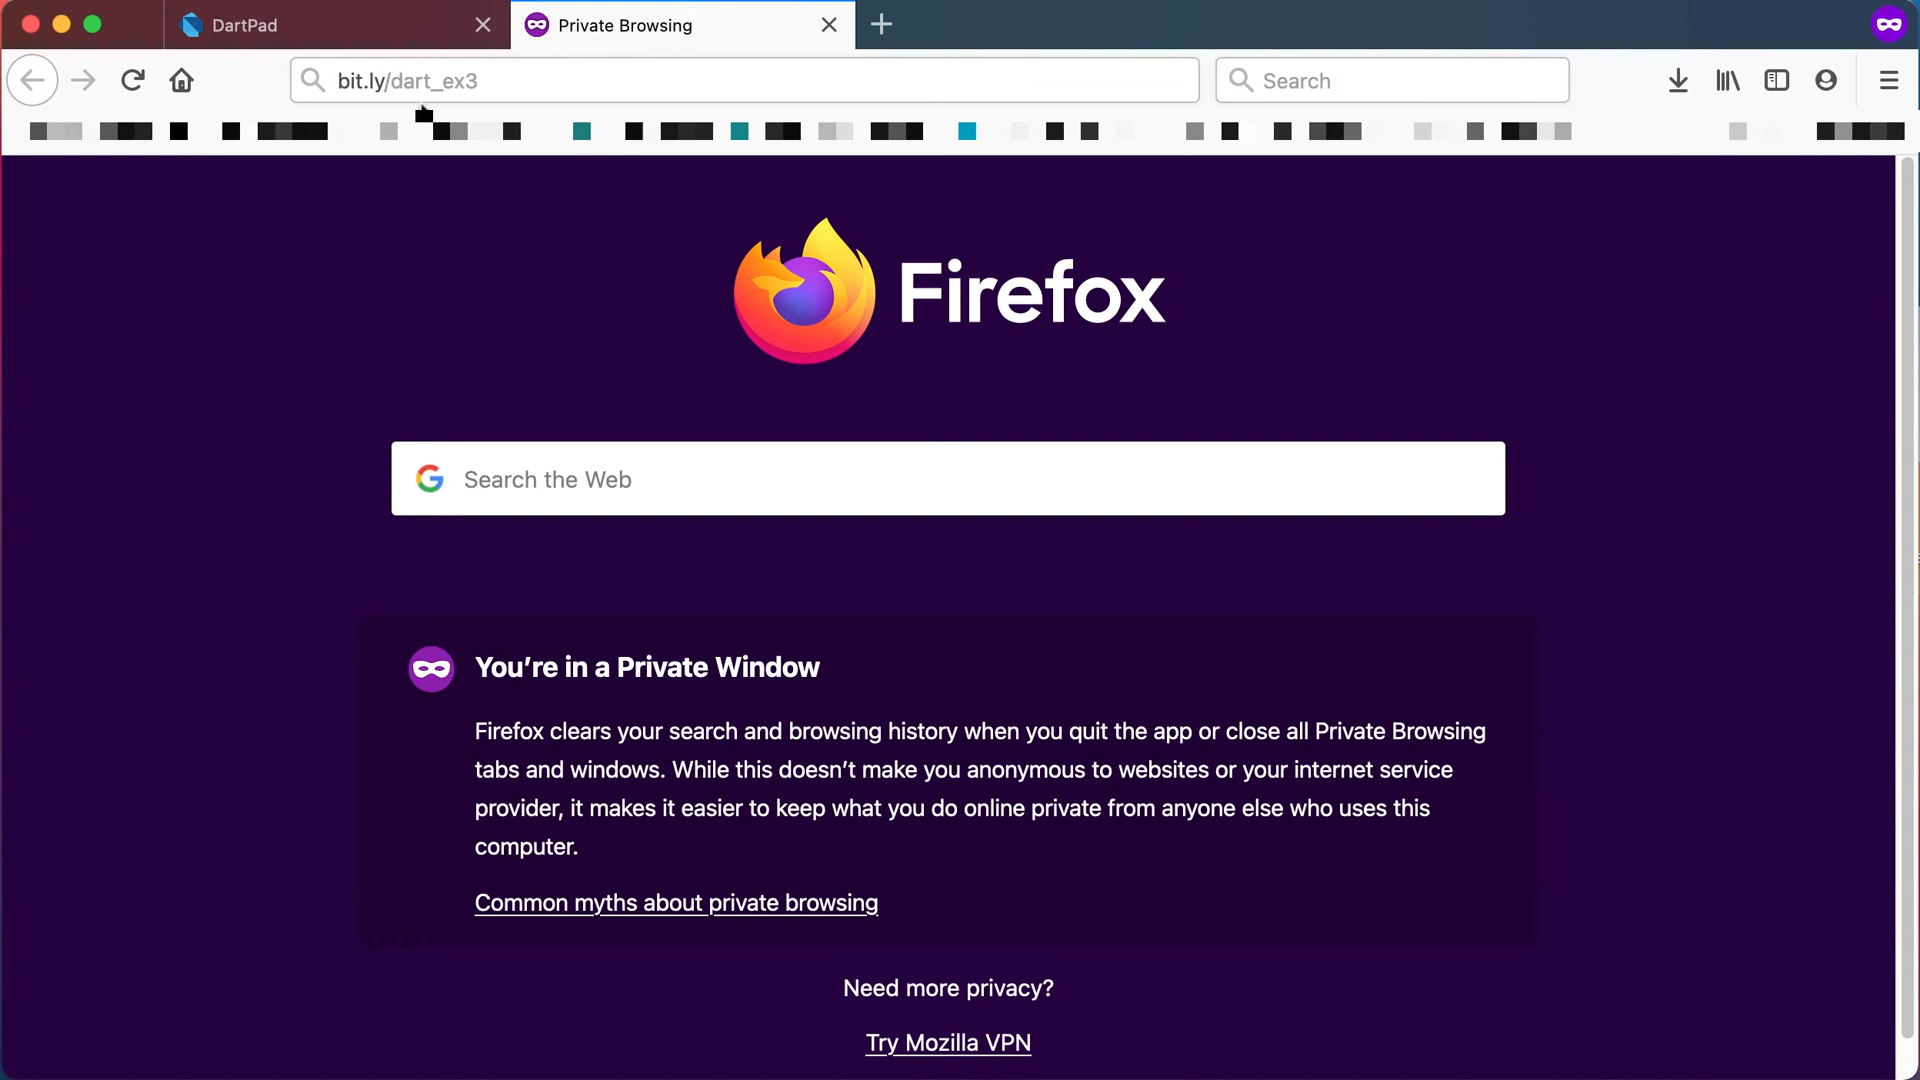 DartPad
Private Browsing
bit.ly/dart_ex3
Search
Firefox
Search the Web
You're in a Private Window
Firefox clears your search and browsing history when you quit the app or close all Private Browsing
tabs and windows. While this doesn't make you anonymous to websites or your internet service
provider, it makes it easier to keep what you do online private from anyone else who uses this
computer.
Common myths about private browsing
Need more privacy?
Try Mozilla VPN